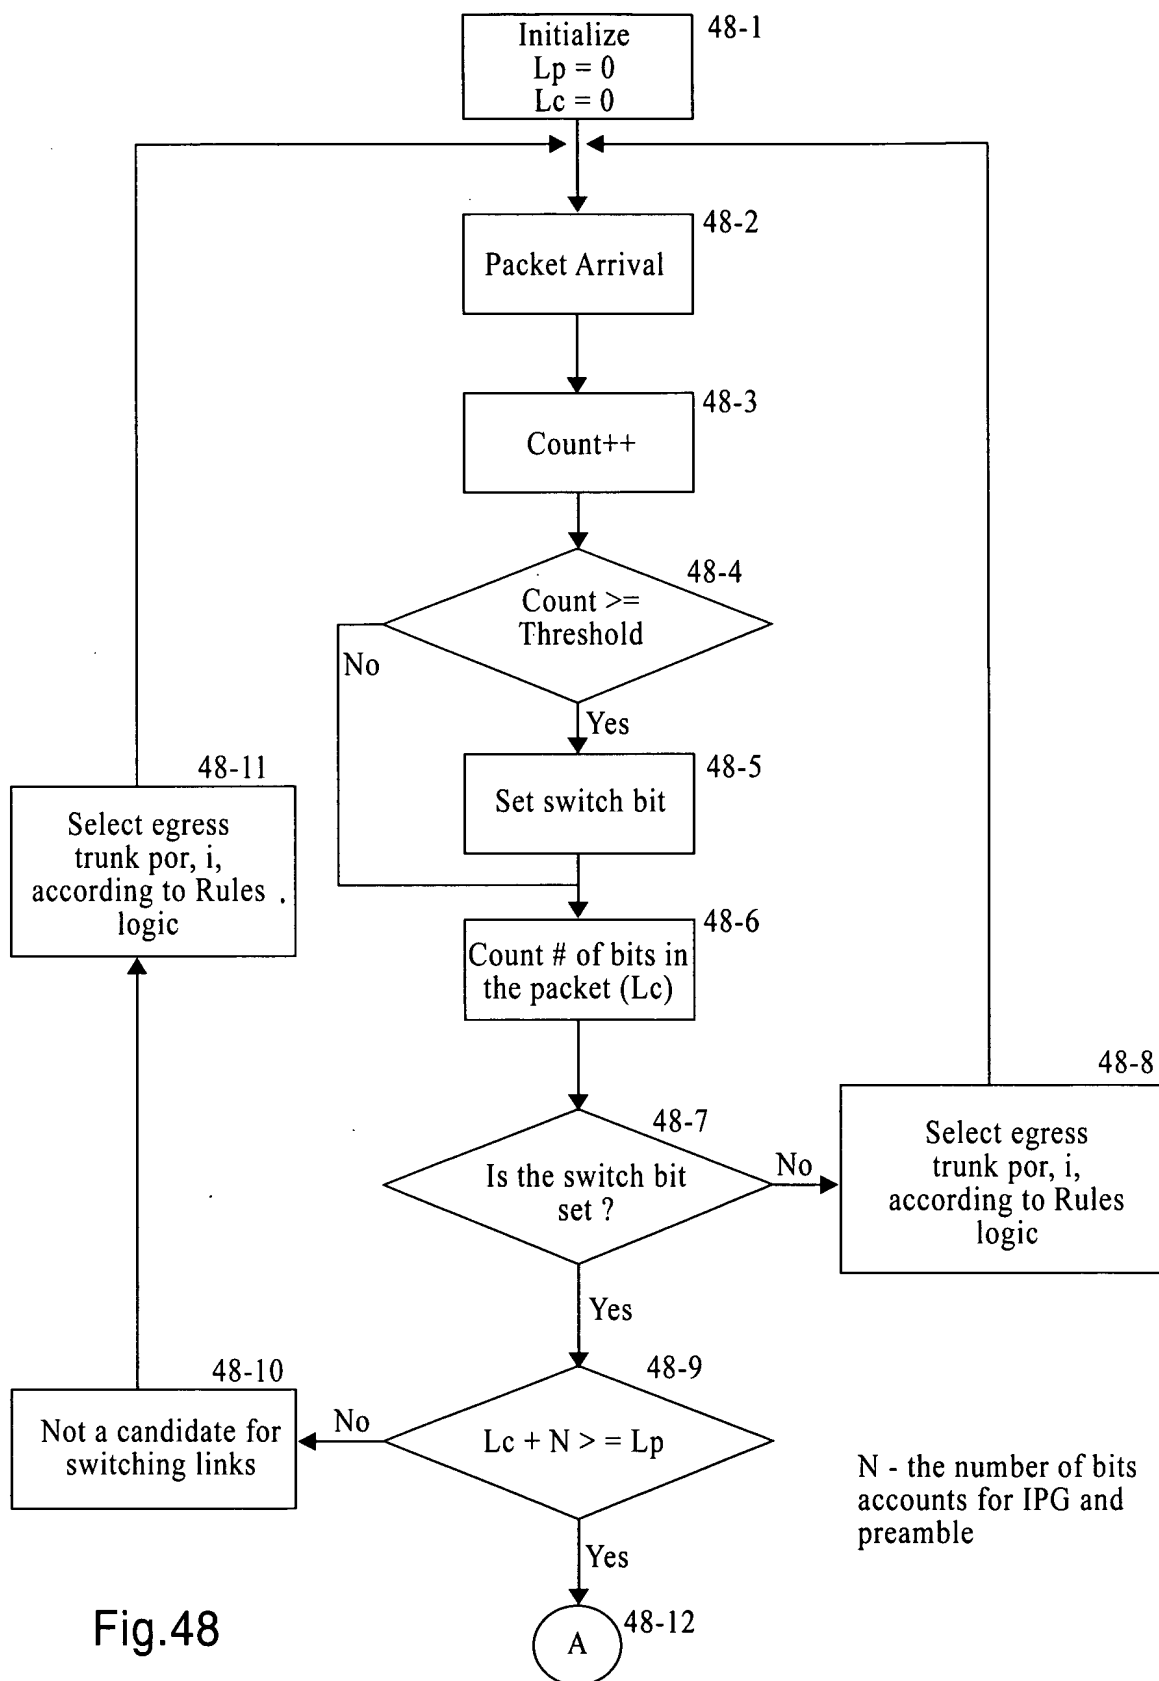 48-1
Initialize
Lp = 0
Lc = 0
48-2
Packet Arrival
48-3
Count++
48-4
Count >=
Threshold
No
Yes
48-5
Set switch bit
48-11
Select egress
trunk por, i,
according to Rules
logic
48-6
Count # of bits in
the packet (Lc)
48-7
Is the switch bit
set ?
No
48-8
Select egress
trunk por, i,
according to Rules
logic
Yes
48-9
Lc + N > = Lp
No
48-10
Not a candidate for
switching links
N - the number of bits
accounts for IPG and
preamble
Yes
48-12
A
Fig.48